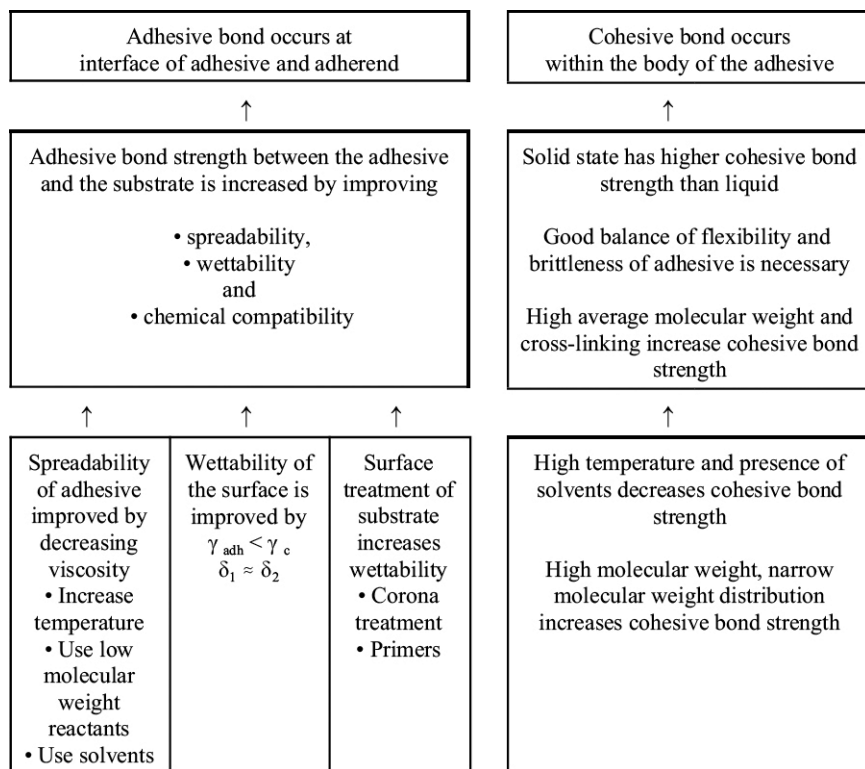 Adhesive bond occurs at
interface of adhesive and adherend
↑
Adhesive bond strength between the adhesive
and the substrate is increased by improving
• spreadability,
• wettability
and
• chemical compatibility
↑
Spreadability
of adhesive
improved by
decreasing
viscosity
• Increase
temperature
• Use low
molecular
weight
reactants
• Use solvents
↑
Wettability of
the surface is
improved by
γ adh < γ c
δ1 ≈ δ2
↑
Surface
treatment of
substrate
increases
wettability
• Corona
treatment
• Primers
Cohesive bond occurs
within the body of the adhesive
↑
Solid state has higher cohesive bond
strength than liquid
Good balance of flexibility and
brittleness of adhesive is necessary
High average molecular weight and
cross-linking increase cohesive bond
strength
↑
High temperature and presence of
solvents decreases cohesive bond
strength
High molecular weight, narrow
molecular weight distribution
increases cohesive bond strength